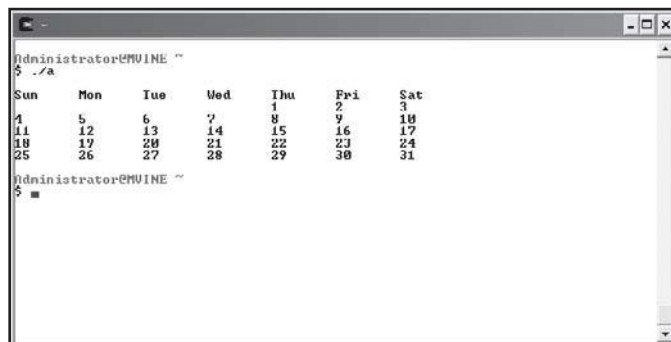 ~
Administrator@MVINE ~
$ ./a
Sun Mon Tue Wed Thu Fri Sat
1 2 3
4 5 6 7 8 9 10
11 12 13 14 15 16 17
18 19 20 21 22 23 24
25 26 27 28 29 30 31
Administrator@MVINE ~
$